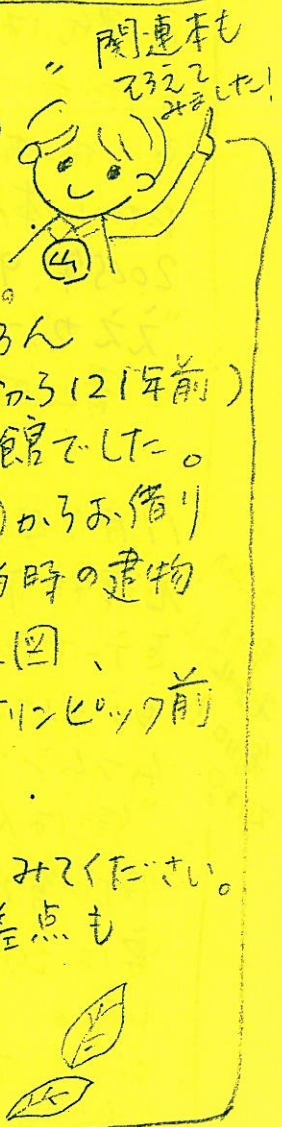 関連本も
そろえて
みました！
山
。
ろん
から（21年前）
館でした。
からお借り
時の建物
図、
リンピック前
．
みてください。
差点も